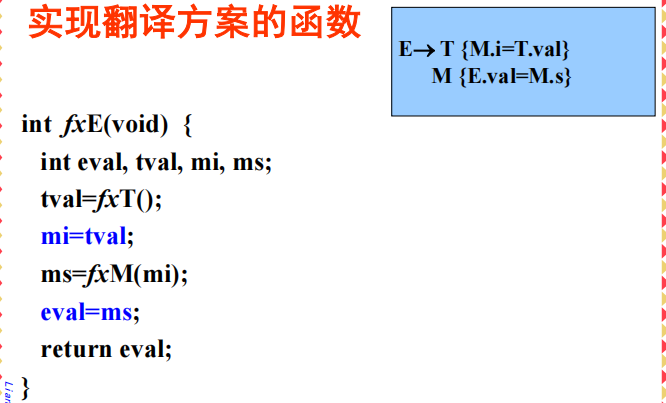 实现翻译方案的函数
E→ T {M.i=T.val}
M {E.val=M.s}
int fxE(void) {
int eval, tval, mi, ms;
tval=fxT();
mi=tval;
ms=fxM(mi);
eval=ms;
return eval;
}